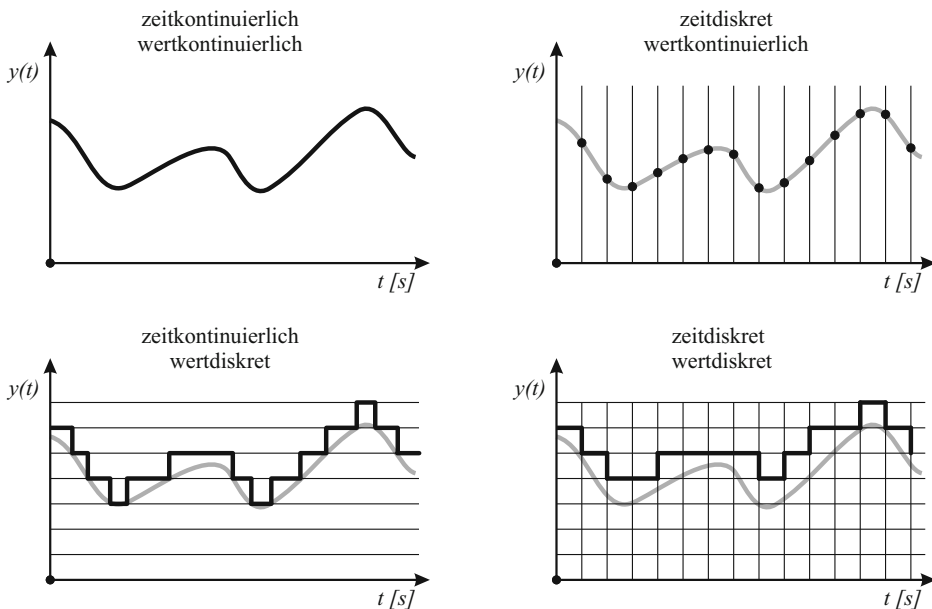 zeitkontinuierlich
wertkontinuierlich
y(t)
t [s]
zeitdiskret
wertkontinuierlich
y(t)
t [s]
zeitkontinuierlich
wertdiskret
y(t)
t [s]
zeitdiskret
wertdiskret
y(t)
t [s]